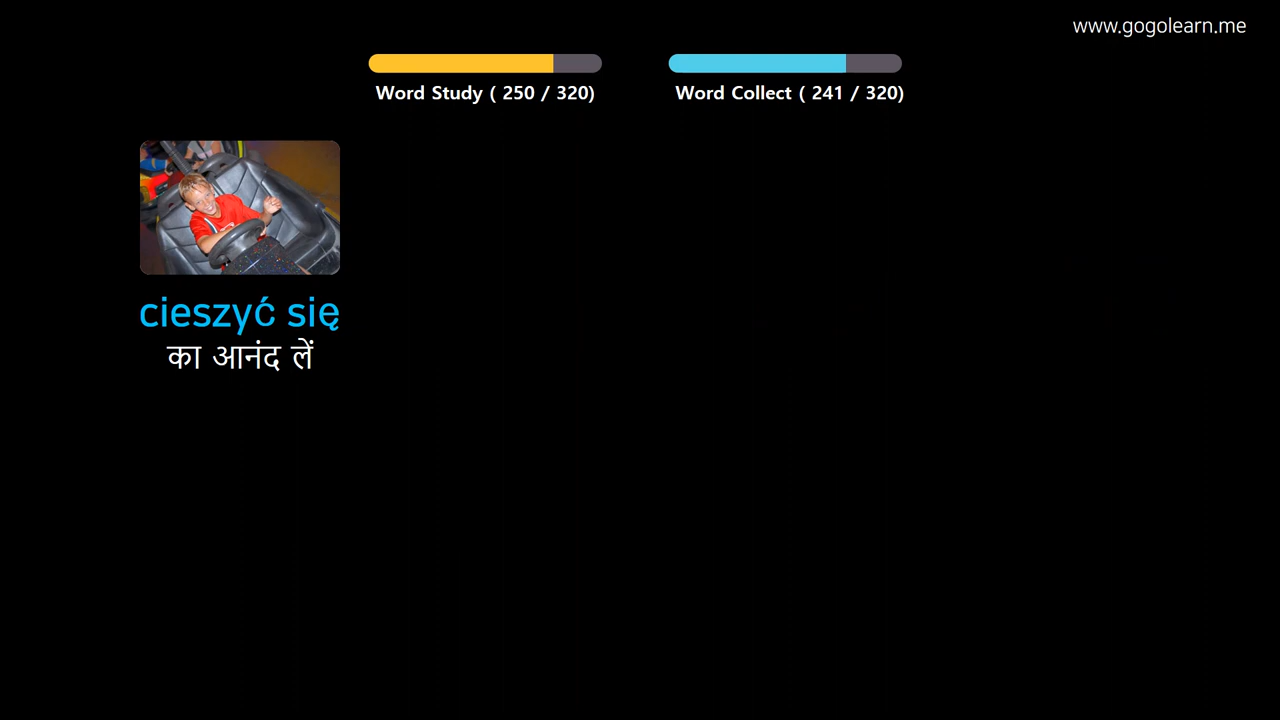 www.gogolearn.me
Word Study ( 250 / 320)
Word Collect ( 241 / 320)
cieszyć się
का आनंद लें